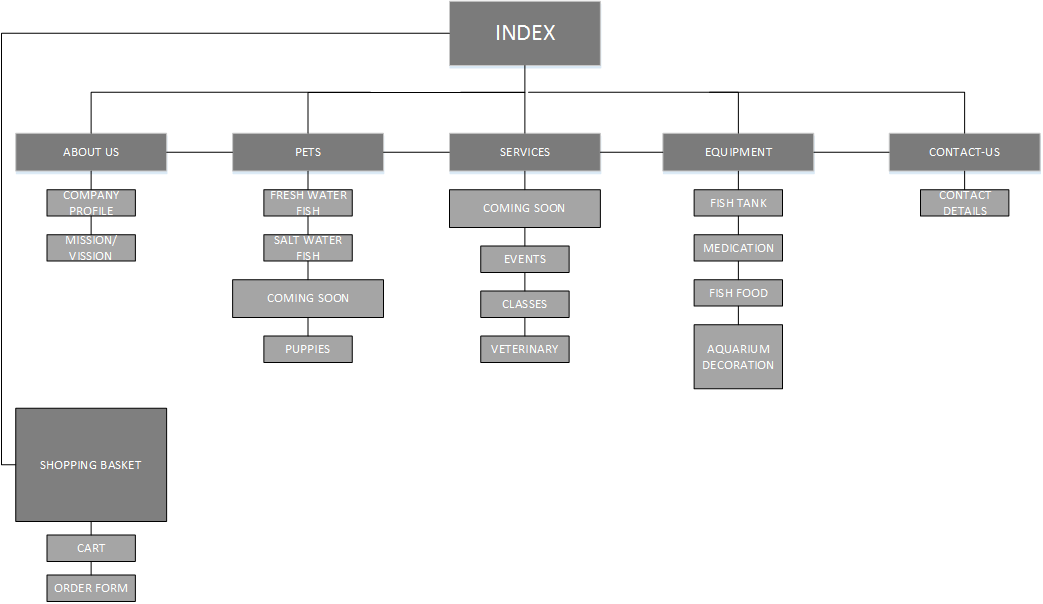 INDEX
ABOUT US
PETS
SERVICES
EQUIPMENT
CONTACT-US
COMPANY
PROFILE
MISSION/
VISSION
FRESH WATER
FISH
SALT WATER
FISH
COMING SOON
PUPPIES
COMING SOON
EVENTS
CLASSES
VETERINARY
FISH TANK
MEDICATION
FISH FOOD
AQUARIUM
DECORATION
CONTACT
DETAILS
SHOPPING BASKET
CART
ORDER FORM